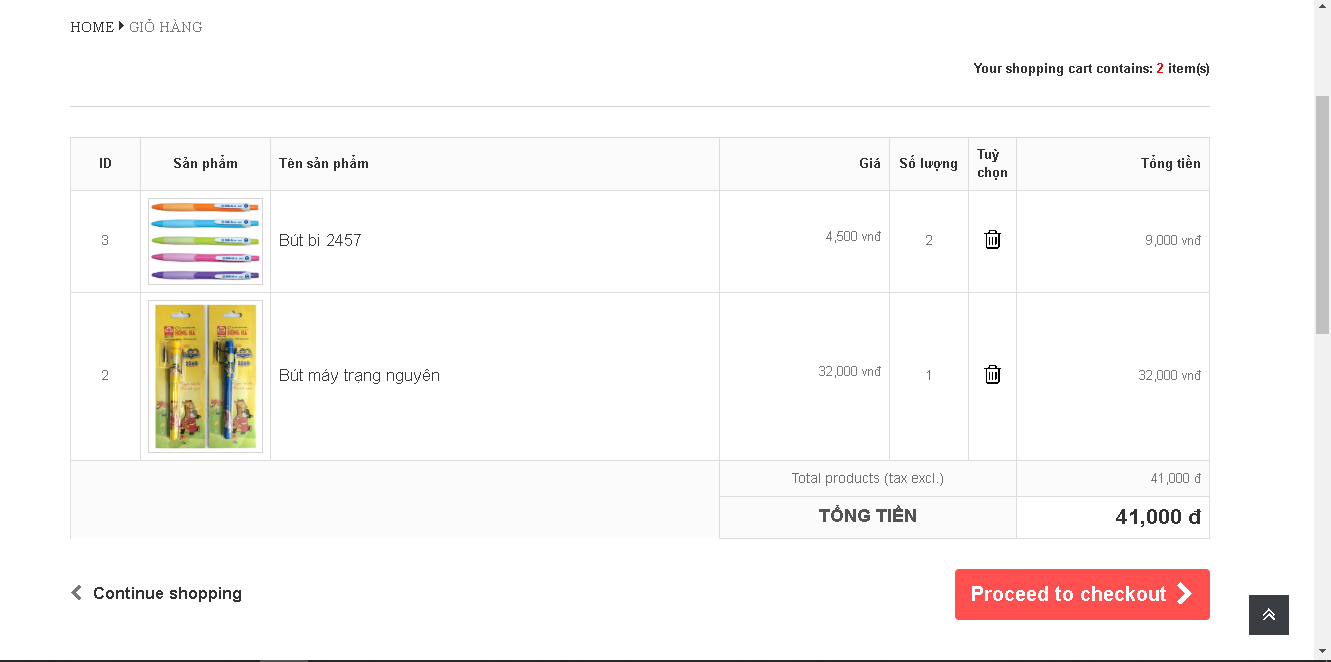 HOME GIỎ HÀNG
Your shopping cart contains: 2 item(s)
ID Sản phẩm Tên sản phẩm Giá Số lượng Tuỳ chọn Tổng tiền
3 Bút bi 2457 4,500 vnđ 2 9,000 vnđ
HỒNG HÀ
2 Bút máy trạng nguyên 32,000 vnđ 1 32,000 vnđ
Total products (tax excl.) 41,000 đ
TỔNG TIỀN 41,000 đ
Continue shopping Proceed to checkout